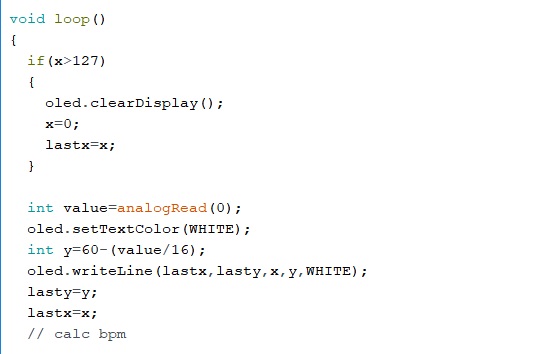 void loop()
{
  if(x>127)
  {
    oled.clearDisplay();
    x=0;
    lastx=x;
  }

  int value=analogRead(0);
  oled.setTextColor(WHITE);
  int y=60-(value/16);
  oled.writeLine(lastx,lasty,x,y,WHITE);
  lasty=y;
  lastx=x;
  // calc bpm